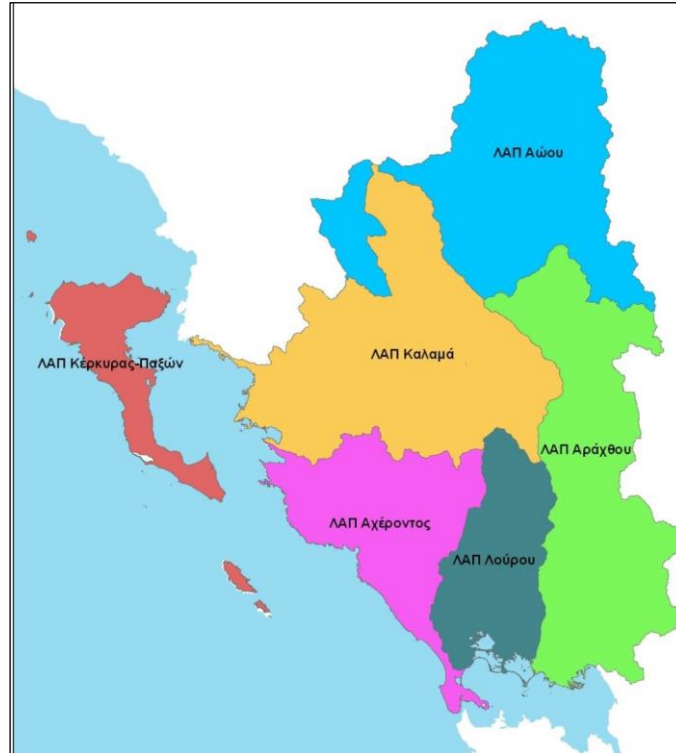 ΛΑΠ Αώου
ΛΑΠ Καλαμά
ΛΑΠ Κέρκυρας-Παξών
ΛΑΠ Αράχθου
ΛΑΠ Αχέροντος
ΛΑΠ Λούρου